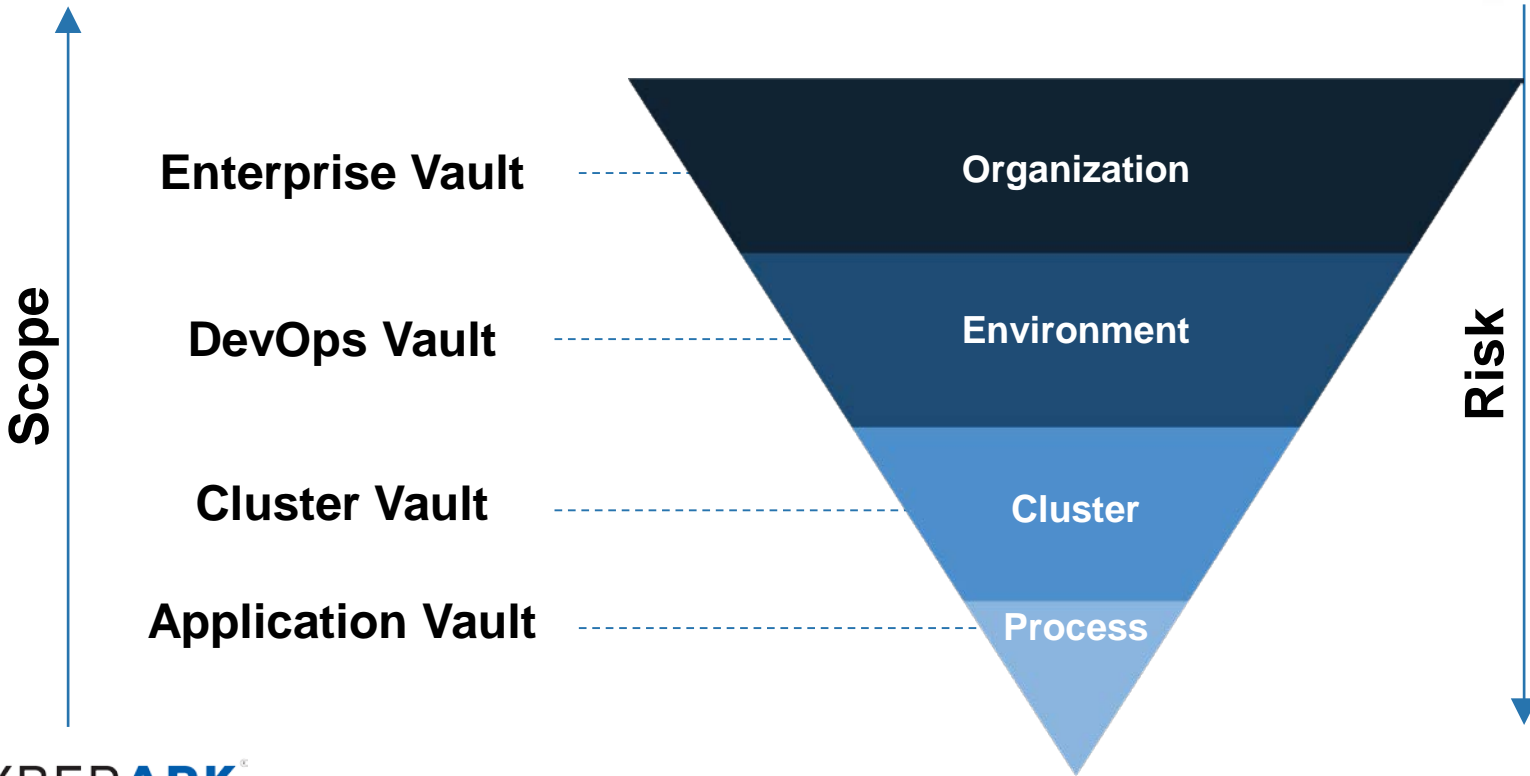 Enterprise Vault
Organization
DevOps Vault
Environment
Scope
Risk
Cluster Vault
Cluster
Application Vault
Process